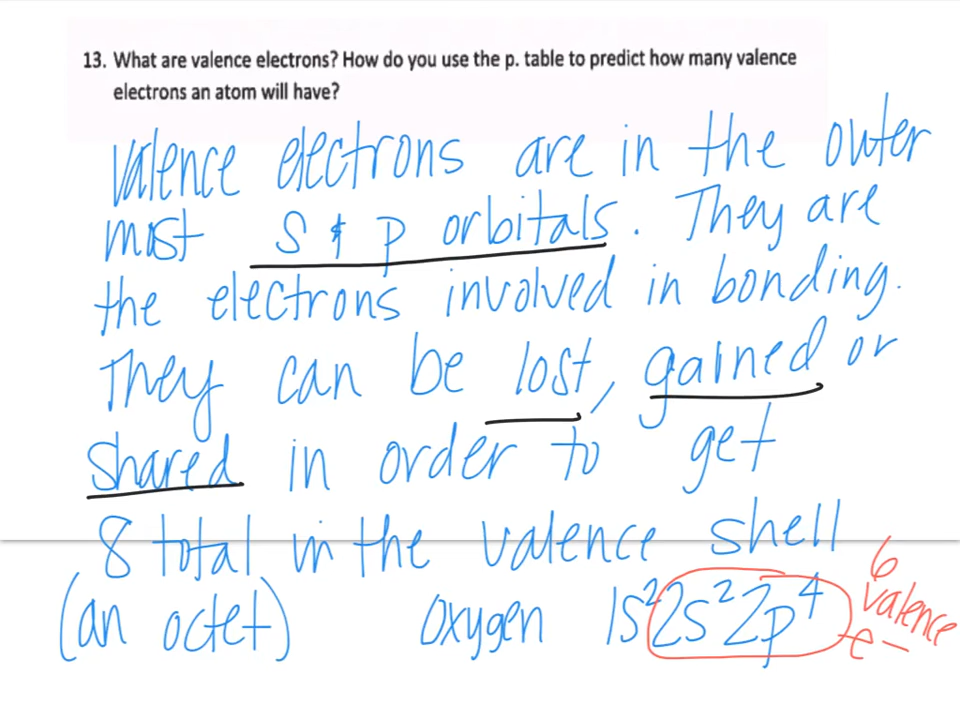 13. What are valence electrons? How do you use the p. table to predict how many valence
electrons an atom will have?
Valence electrons are in the outer
most s & p orbitals. They are
the electrons involved in bonding.
They can be lost, gained or
shared in order to get
8 total in the valence shell
(an octet) Oxygen 1s²2s²2p⁴
6
valence
e-